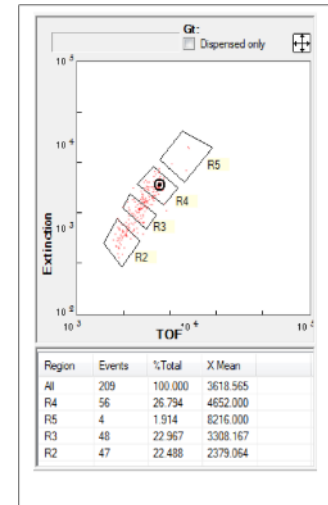 Gt:
Dispensed only
10 5
10 4
R5
R4
10 3
R3
R2
Extinction
10 2
10 3
10 4
10 5
TOF
Region Events %Total X Mean
All 209 100.000 3618.565
R4 56 26.794 4652.000
R5 4 1.914 8216.000
R3 48 22.967 3308.167
R2 47 22.488 2379.064